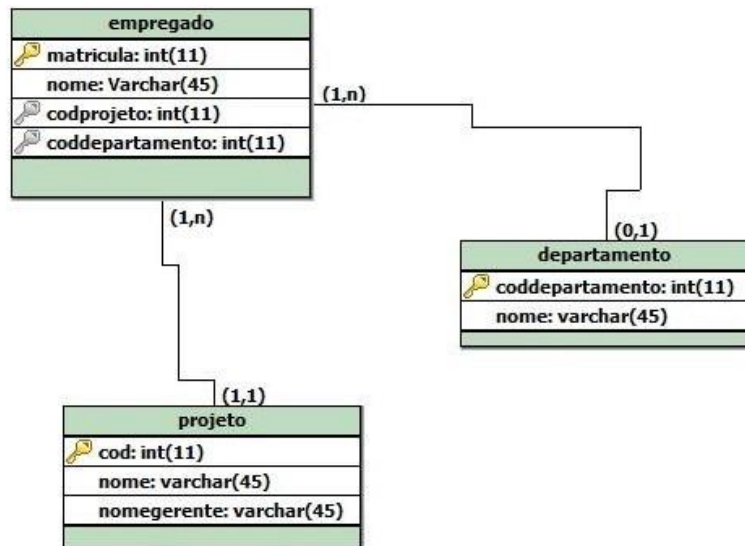 empregado
matricula: int(11)
nome: Varchar(45)
codprojeto: int(11)
coddepartamento: int(11)
(1,n)
(1,n)
(0,1)
departamento
coddepartamento: int(11)
nome: varchar(45)
(1,1)
projeto
cod: int(11)
nome: varchar(45)
nomegerente: varchar(45)